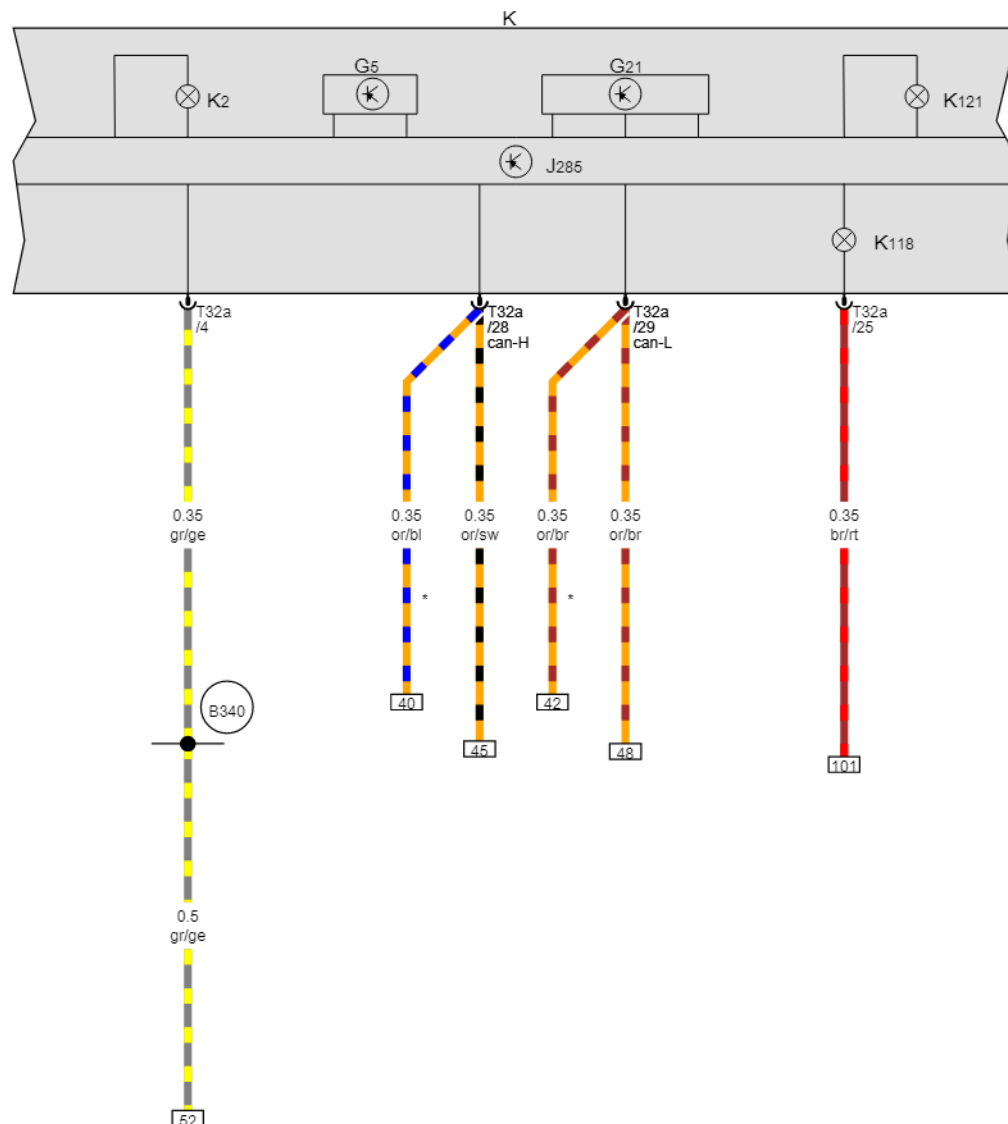 K
G5
G21
K2
K121
J285
K118
T32a
/4
T32a
/28
can-H
T32a
/29
can-L
T32a
/25
0.35
gr/ge
0.35
or/bl
0.35
or/sw
0.35
or/br
0.35
or/br
0.35
br/rt
*
*
B340
40
42
45
48
101
0.5
gr/ge
52